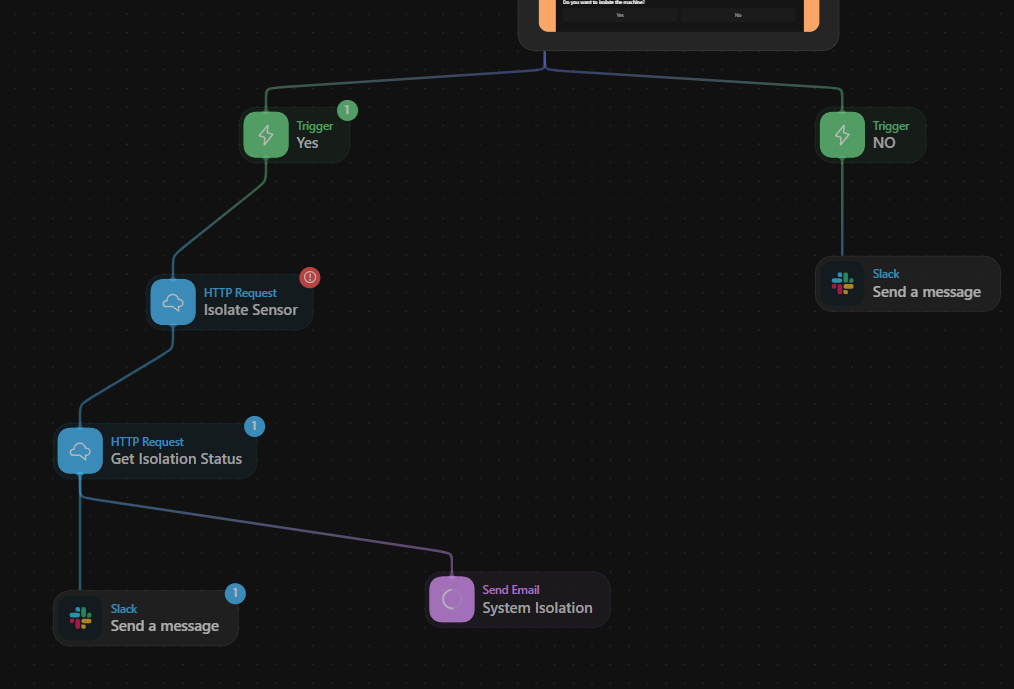 Do you want to isolate the machine?
Yes
No
1
Trigger
Yes
Trigger
NO
HTTP Request
Isolate Sensor
Slack
Send a message
1
HTTP Request
Get Isolation Status
Send Email
System Isolation
1
Slack
Send a message